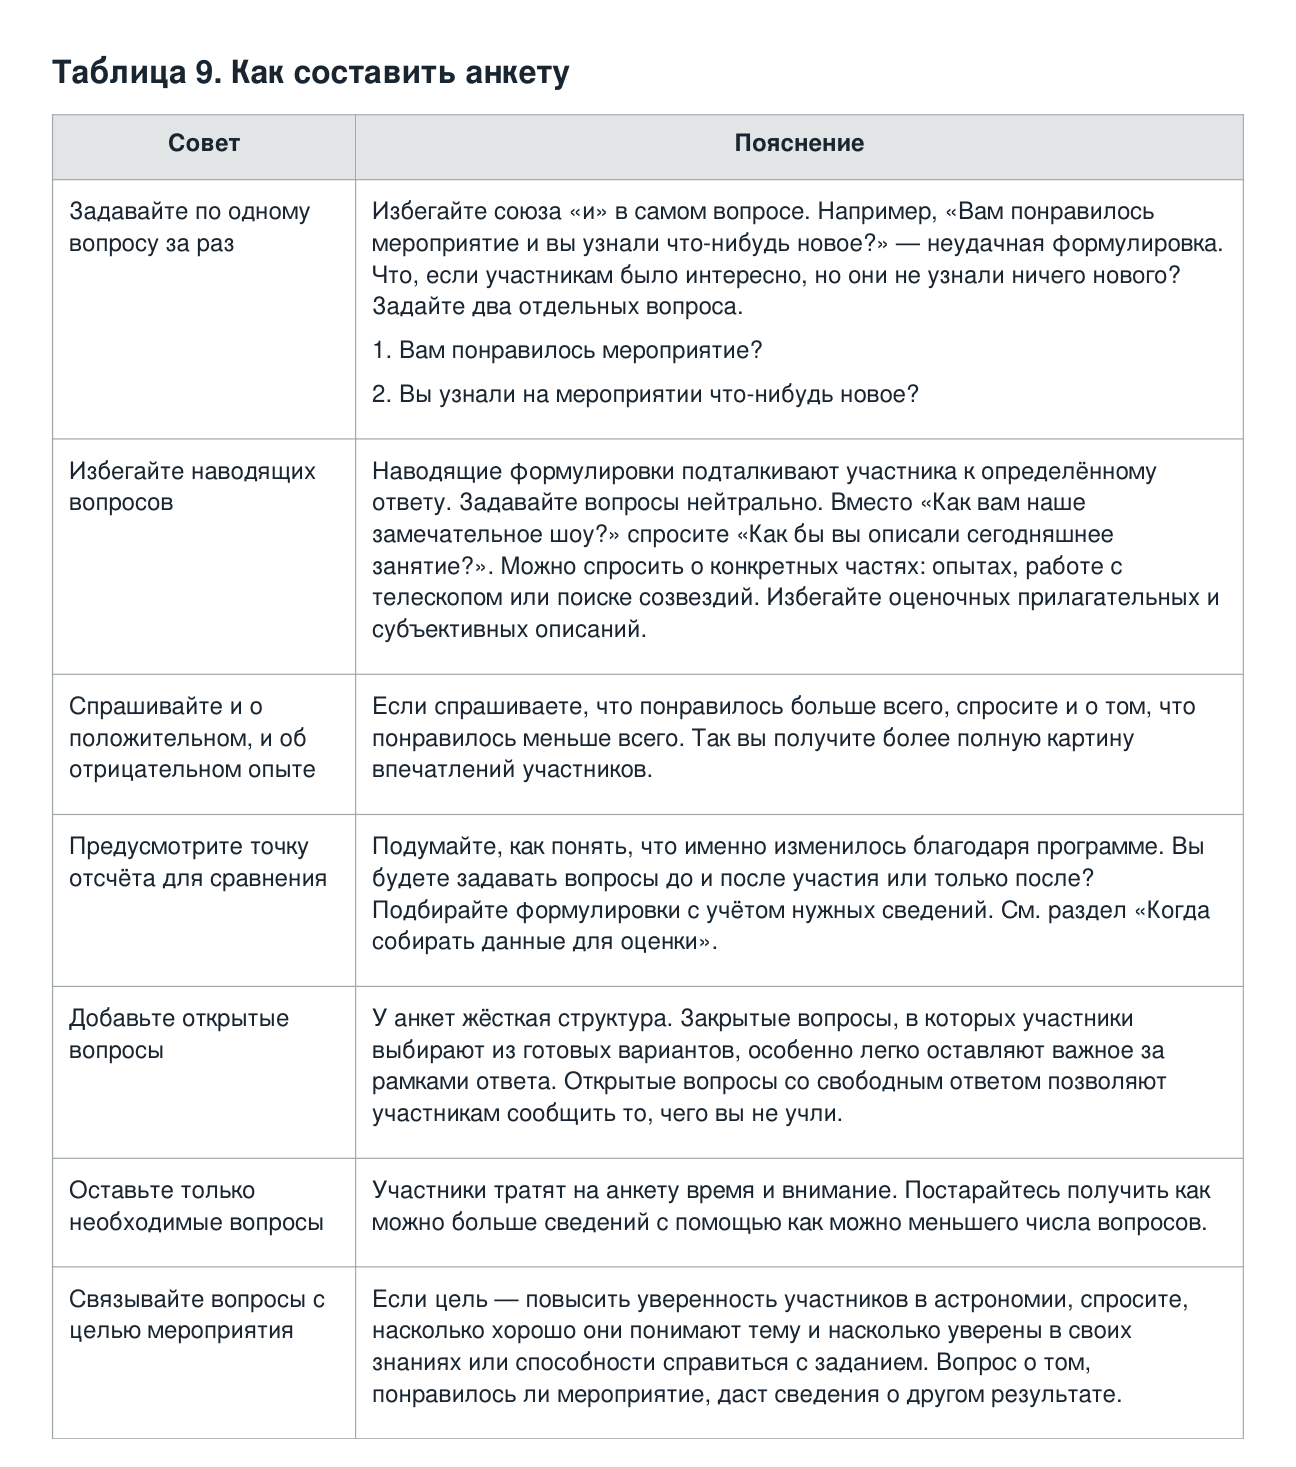 Таблица 9. Как составить анкету
Совет
Пояснение
Задавайте по одному
вопросу за раз
Избегайте союза «и» в самом вопросе. Например, «Вам понравилось
мероприятие и вы узнали что-нибудь новое?» — неудачная формулировка.
Что, если участникам было интересно, но они не узнали ничего нового?
Задайте два отдельных вопроса.
1. Вам понравилось мероприятие?
2. Вы узнали на мероприятии что-нибудь новое?
Избегайте наводящих
вопросов
Наводящие формулировки подталкивают участника к определённому
ответу. Задавайте вопросы нейтрально. Вместо «Как вам наше
замечательное шоу?» спросите «Как бы вы описали сегодняшнее
занятие?». Можно спросить о конкретных частях: опытах, работе с
телескопом или поиске созвездий. Избегайте оценочных прилагательных и
субъективных описаний.
Спрашивайте и о
положительном, и об
отрицательном опыте
Если спрашиваете, что понравилось больше всего, спросите и о том, что
понравилось меньше всего. Так вы получите более полную картину
впечатлений участников.
Предусмотрите точку
отсчёта для сравнения
Подумайте, как понять, что именно изменилось благодаря программе. Вы
будете задавать вопросы до и после участия или только после?
Подбирайте формулировки с учётом нужных сведений. См. раздел «Когда
собирать данные для оценки».
Добавьте открытые
вопросы
У анкет жёсткая структура. Закрытые вопросы, в которых участники
выбирают из готовых вариантов, особенно легко оставляют важное за
рамками ответа. Открытые вопросы со свободным ответом позволяют
участникам сообщить то, чего вы не учли.
Оставьте только
необходимые вопросы
Участники тратят на анкету время и внимание. Постарайтесь получить как
можно больше сведений с помощью как можно меньшего числа вопросов.
Связывайте вопросы с
целью мероприятия
Если цель — повысить уверенность участников в астрономии, спросите,
насколько хорошо они понимают тему и насколько уверены в своих
знаниях или способности справиться с заданием. Вопрос о том,
понравилось ли мероприятие, даст сведения о другом результате.